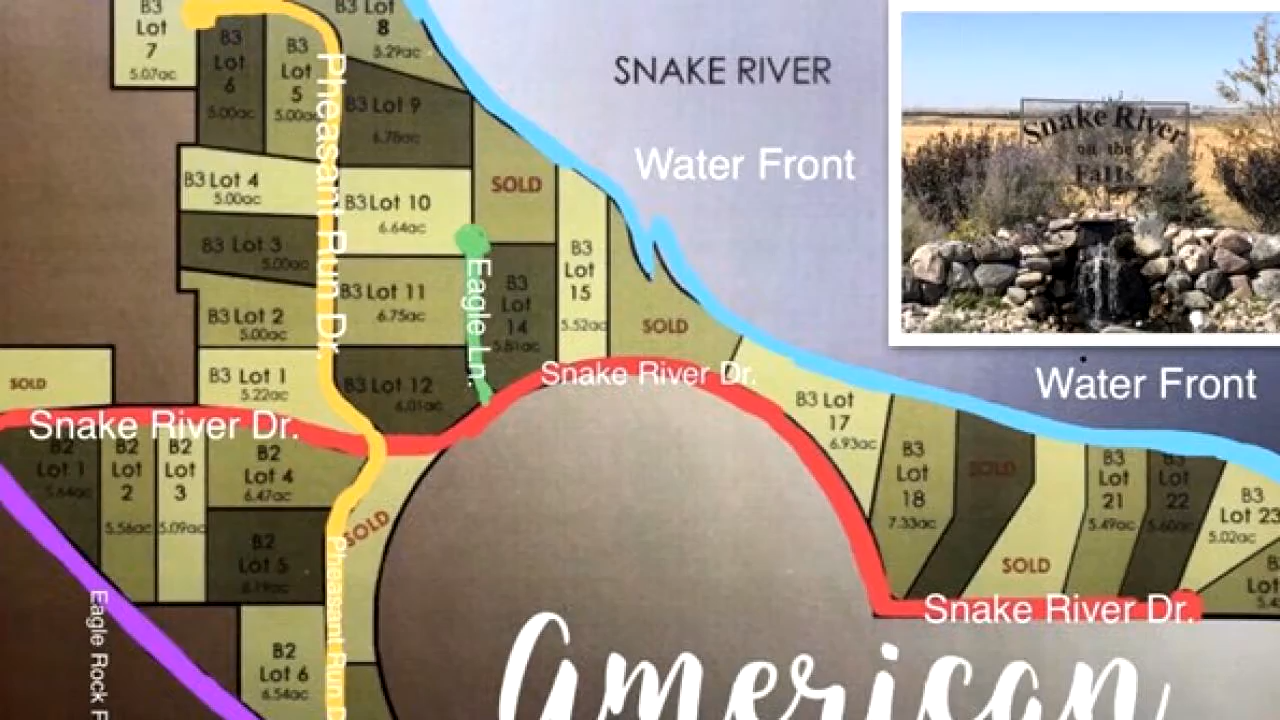 B3
Lot
7
5.07ac
B3
Lot
6
5.00ac
B3
Lot
5
5.00ac
B3 Lot
8
5.29ac
B3 Lot 9
6.78ac
Pheasant Run Dr.
B3 Lot 4
5.00ac
B3 Lot 10
6.64ac
SOLD
B3 Lot 3
5.00ac
B3 Lot 2
5.00ac
B3 Lot 11
6.75ac
Eagle Ln.
B3
Lot
14
5.81ac
B3
Lot
15
5.52ac
SOLD
SOLD
B3 Lot 1
5.22ac
B3 Lot 12
6.01ac
SNAKE RIVER
Water Front
Snake River
on the
Falls
Water Front
Snake River Dr.
Snake River Dr.
B2
Lot 1
5.64ac
B2
Lot
2
5.56ac
B2
Lot
3
5.09ac
B2
Lot 4
6.47ac
SOLD
B2
Lot 5
6.19ac
B2
Lot 6
6.54ac
Pheasant Run D
Eagle Rock
B3 Lot
17
6.93ac
B3
Lot
18
7.33ac
SOLD
SOLD
B3
Lot
21
5.49ac
B3
Lot
22
5.60ac
B3
Lot 23
5.02ac
Lot
Snake River Dr.
American